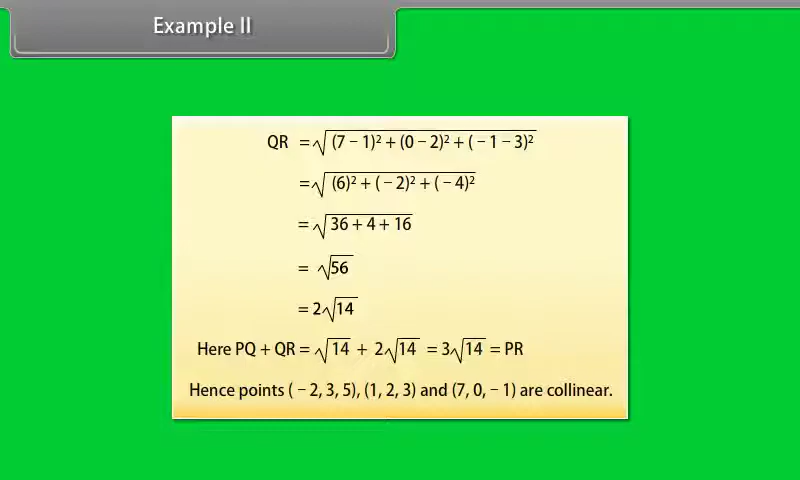 Example II
QR = √(7 – 1)² + (0 – 2)² + ( – 1 – 3)²
= √(6)² + ( – 2)² + ( – 4)²
= √36 + 4 + 16
= √56
= 2√14
Here PQ + QR = √14 + 2√14 = 3√14 = PR
Hence points ( – 2, 3, 5), (1, 2, 3) and (7, 0, – 1) are collinear.